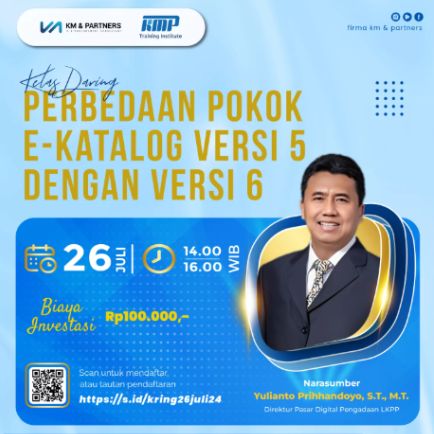 KM & PARTNERS
KMP
Training Institute
firma km & partners
Kelas Daring
PERBEDAAN POKOK
E-KATALOG VERSI 5
DENGAN VERSI 6
26 JULI
14.00
16.00 WIB
Biaya
Investasi
Rp100.000,-
Scan untuk mendaftar
atau tautan pendaftaran
https://s.id/kring26juli24
Narasumber
Yulianto Prihhandoyo, S.T., M.T.
Direktur Pasar Digital Pengadaan LKPP